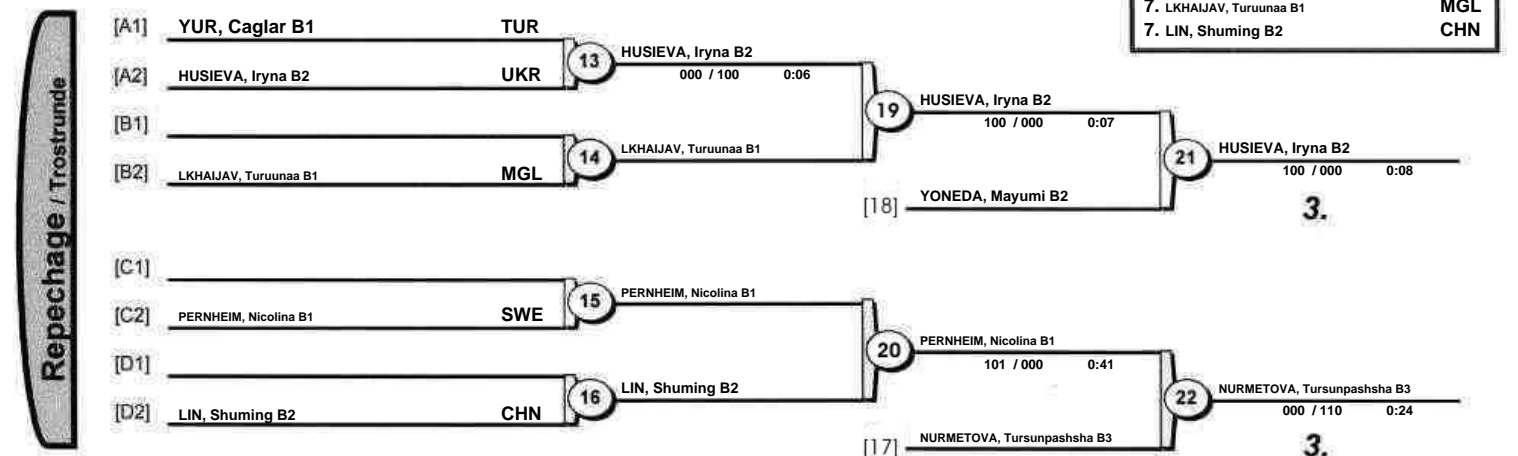 7. LKHAIJAV, Turuunaa B1 MGL
7. LIN, Shuming B2 CHN
Repechage / Trostrunde
[A1] YUR, Caglar B1 TUR
[A2] HUSIEVA, Iryna B2 UKR
13 HUSIEVA, Iryna B2
000 / 100 0:06
[B1]
[B2] LKHAIJAV, Turuunaa B1 MGL
14 LKHAIJAV, Turuunaa B1
19 HUSIEVA, Iryna B2
100 / 000 0:07
[18] YONEDA, Mayumi B2
21 HUSIEVA, Iryna B2
100 / 000 0:08
3.
[C1]
[C2] PERNHEIM, Nicolina B1 SWE
15 PERNHEIM, Nicolina B1
[D1]
[D2] LIN, Shuming B2 CHN
16 LIN, Shuming B2
20 PERNHEIM, Nicolina B1
101 / 000 0:41
[17] NURMETOVA, Tursunpashsha B3
22 NURMETOVA, Tursunpashsha B3
000 / 110 0:24
3.